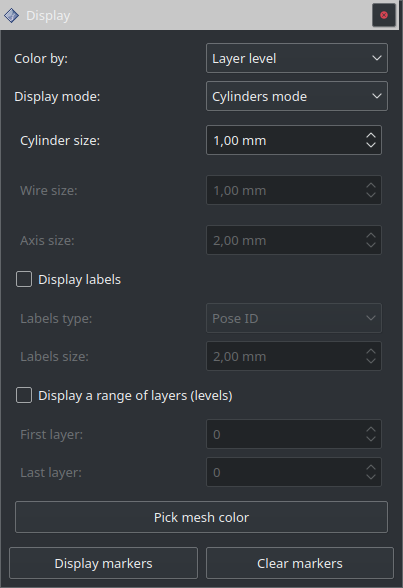 Display
Color by: Layer level
Display mode: Cylinders mode
Cylinder size: 1,00 mm
Wire size: 1,00 mm
Axis size: 2,00 mm
Display labels
Labels type: Pose ID
Labels size: 2,00 mm
Display a range of layers (levels)
First layer: 0
Last layer: 0
Pick mesh color
Display markers Clear markers